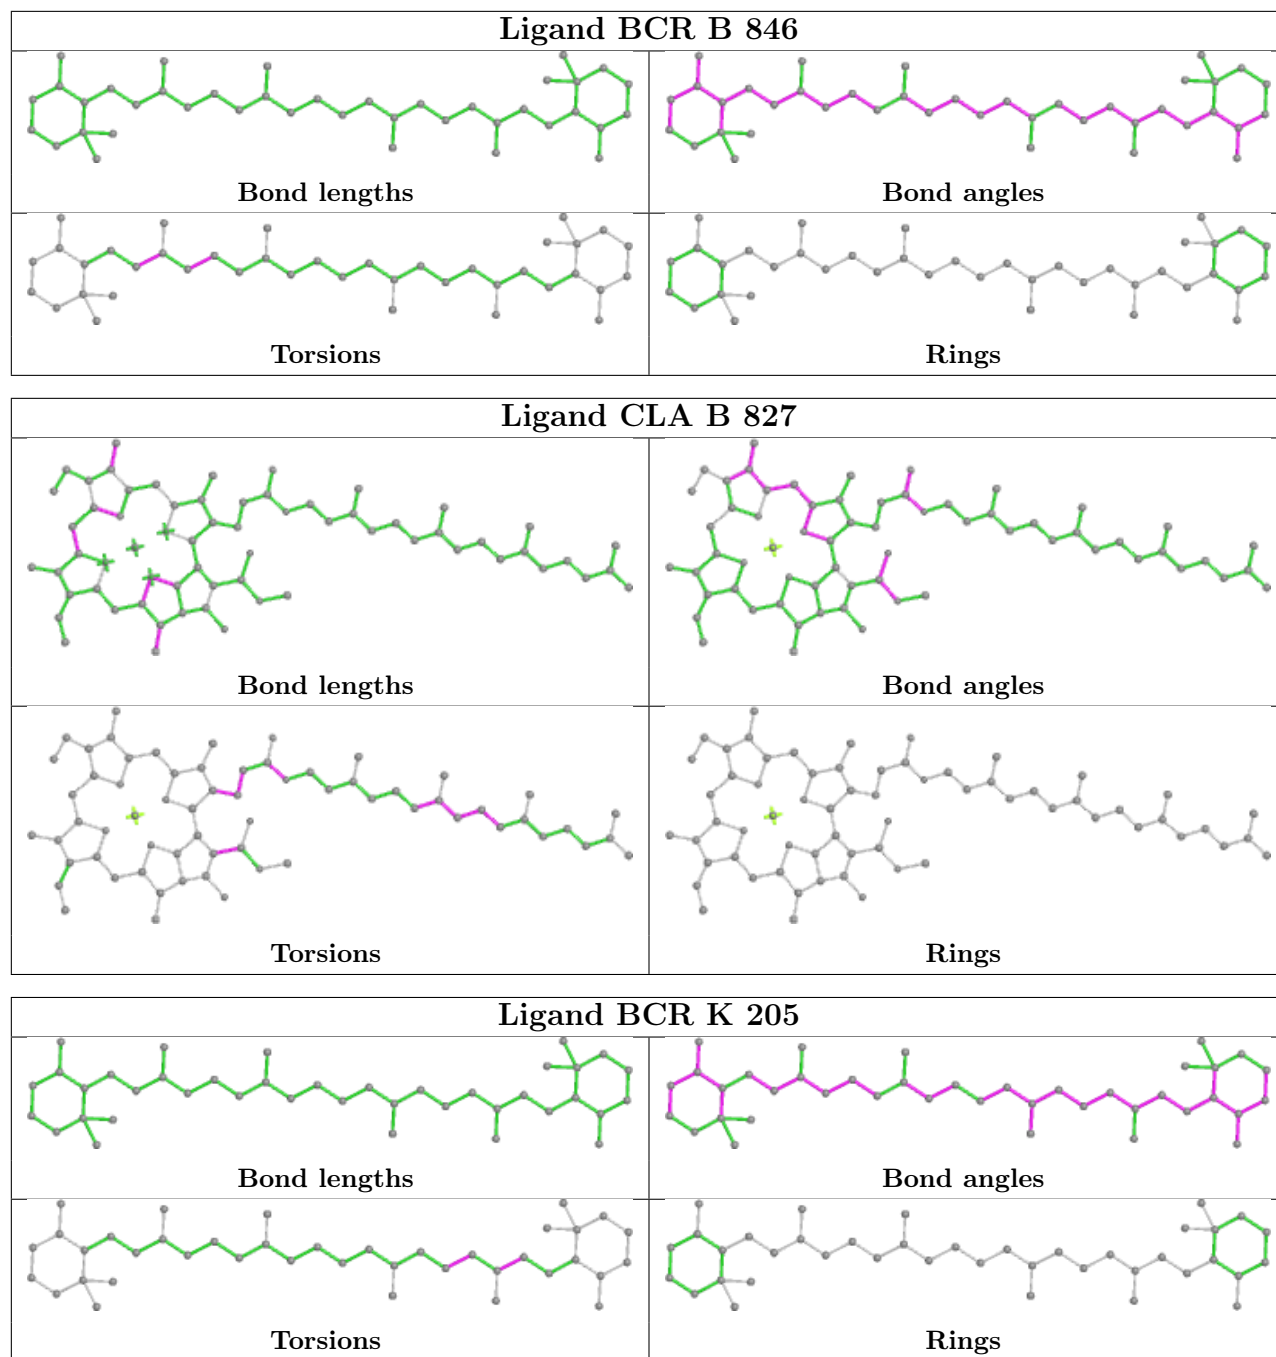 Ligand BCR B 846
Bond lengths
Bond angles
Torsions
Rings
Ligand CLA B 827
Bond lengths
Bond angles
Torsions
Rings
Ligand BCR K 205
Bond lengths
Bond angles
Torsions
Rings